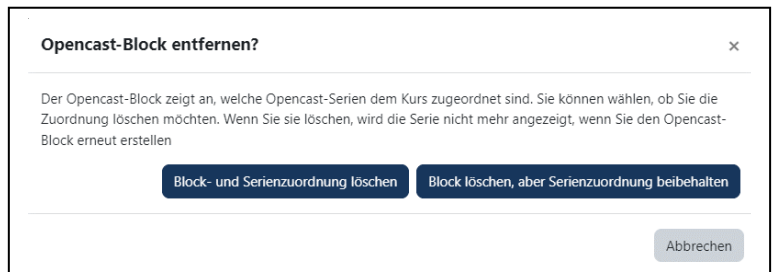 Opencast-Block entfernen?
×
Der Opencast-Block zeigt an, welche Opencast-Serien dem Kurs zugeordnet sind. Sie können wählen, ob Sie die
Zuordnung löschen möchten. Wenn Sie sie löschen, wird die Serie nicht mehr angezeigt, wenn Sie den Opencast-
Block erneut erstellen
Block- und Serienzuordnung löschen Block löschen, aber Serienzuordnung beibehalten
Abbrechen